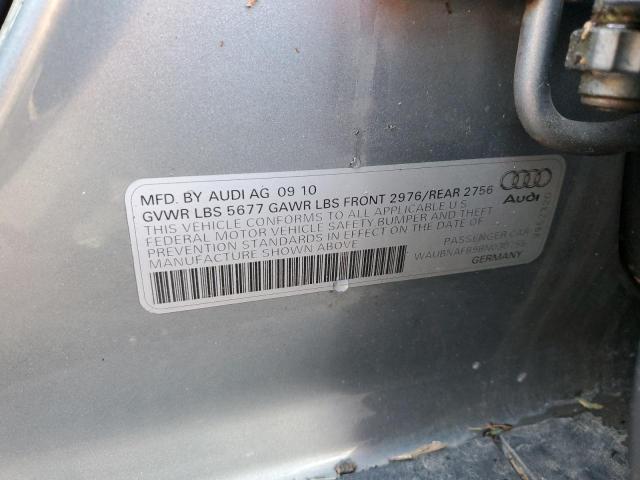 MFD. BY AUDI AG 09 10
GVWR LBS 5677 GAWR LBS FRONT 2976/REAR 2756
THIS VEHICLE CONFORMS TO ALL APPLICABLE U.S.
FEDERAL MOTOR VEHICLE SAFETY BUMPER AND THEFT
PREVENTION STANDARDS IN EFFECT ON THE DATE OF
MANUFACTURE SHOWN ABOVE
Audi
PASSENGER CAR
GERMANY